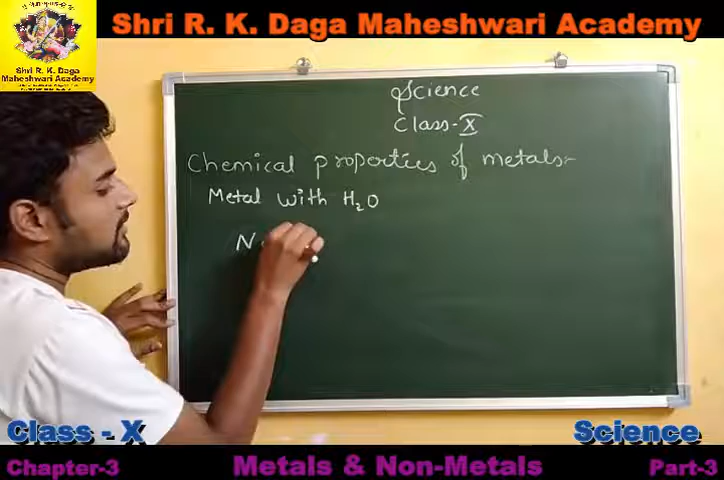 Shri R. K. Daga Maheshwari Academy
Shri R. K. Daga
Maheshwari Academy
Science
Class-X
Chemical properties of metals-
Metal with H₂O
N
Class - X
Science
Chapter-3
Metals & Non-Metals
Part-3